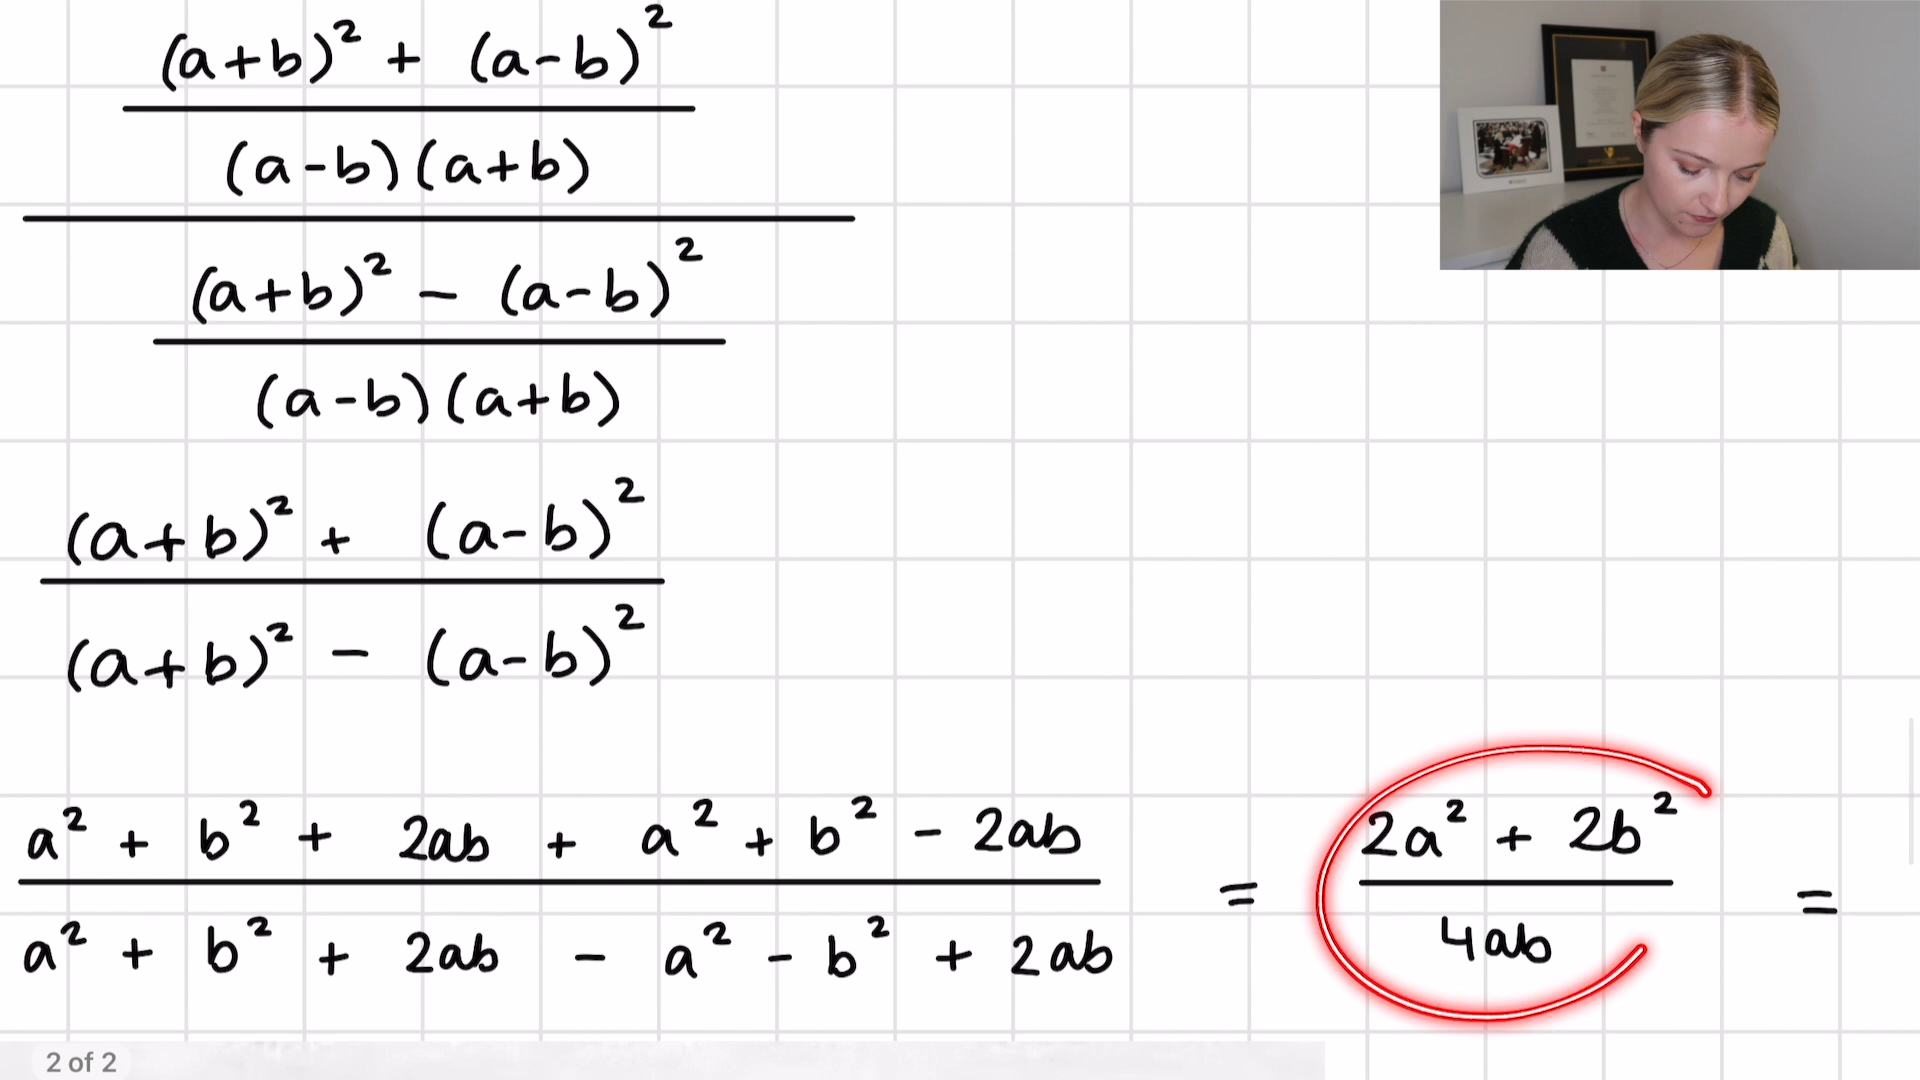 (a+b)² + (a-b)²
(a-b)(a+b)
(a+b)² - (a-b)²
(a-b)(a+b)
(a+b)² + (a-b)²
(a+b)² - (a-b)²
a² + b² + 2ab + a² + b² - 2ab
a² + b² + 2ab - a² - b² + 2ab
=
2a² + 2b²
4ab
=
2 of 2